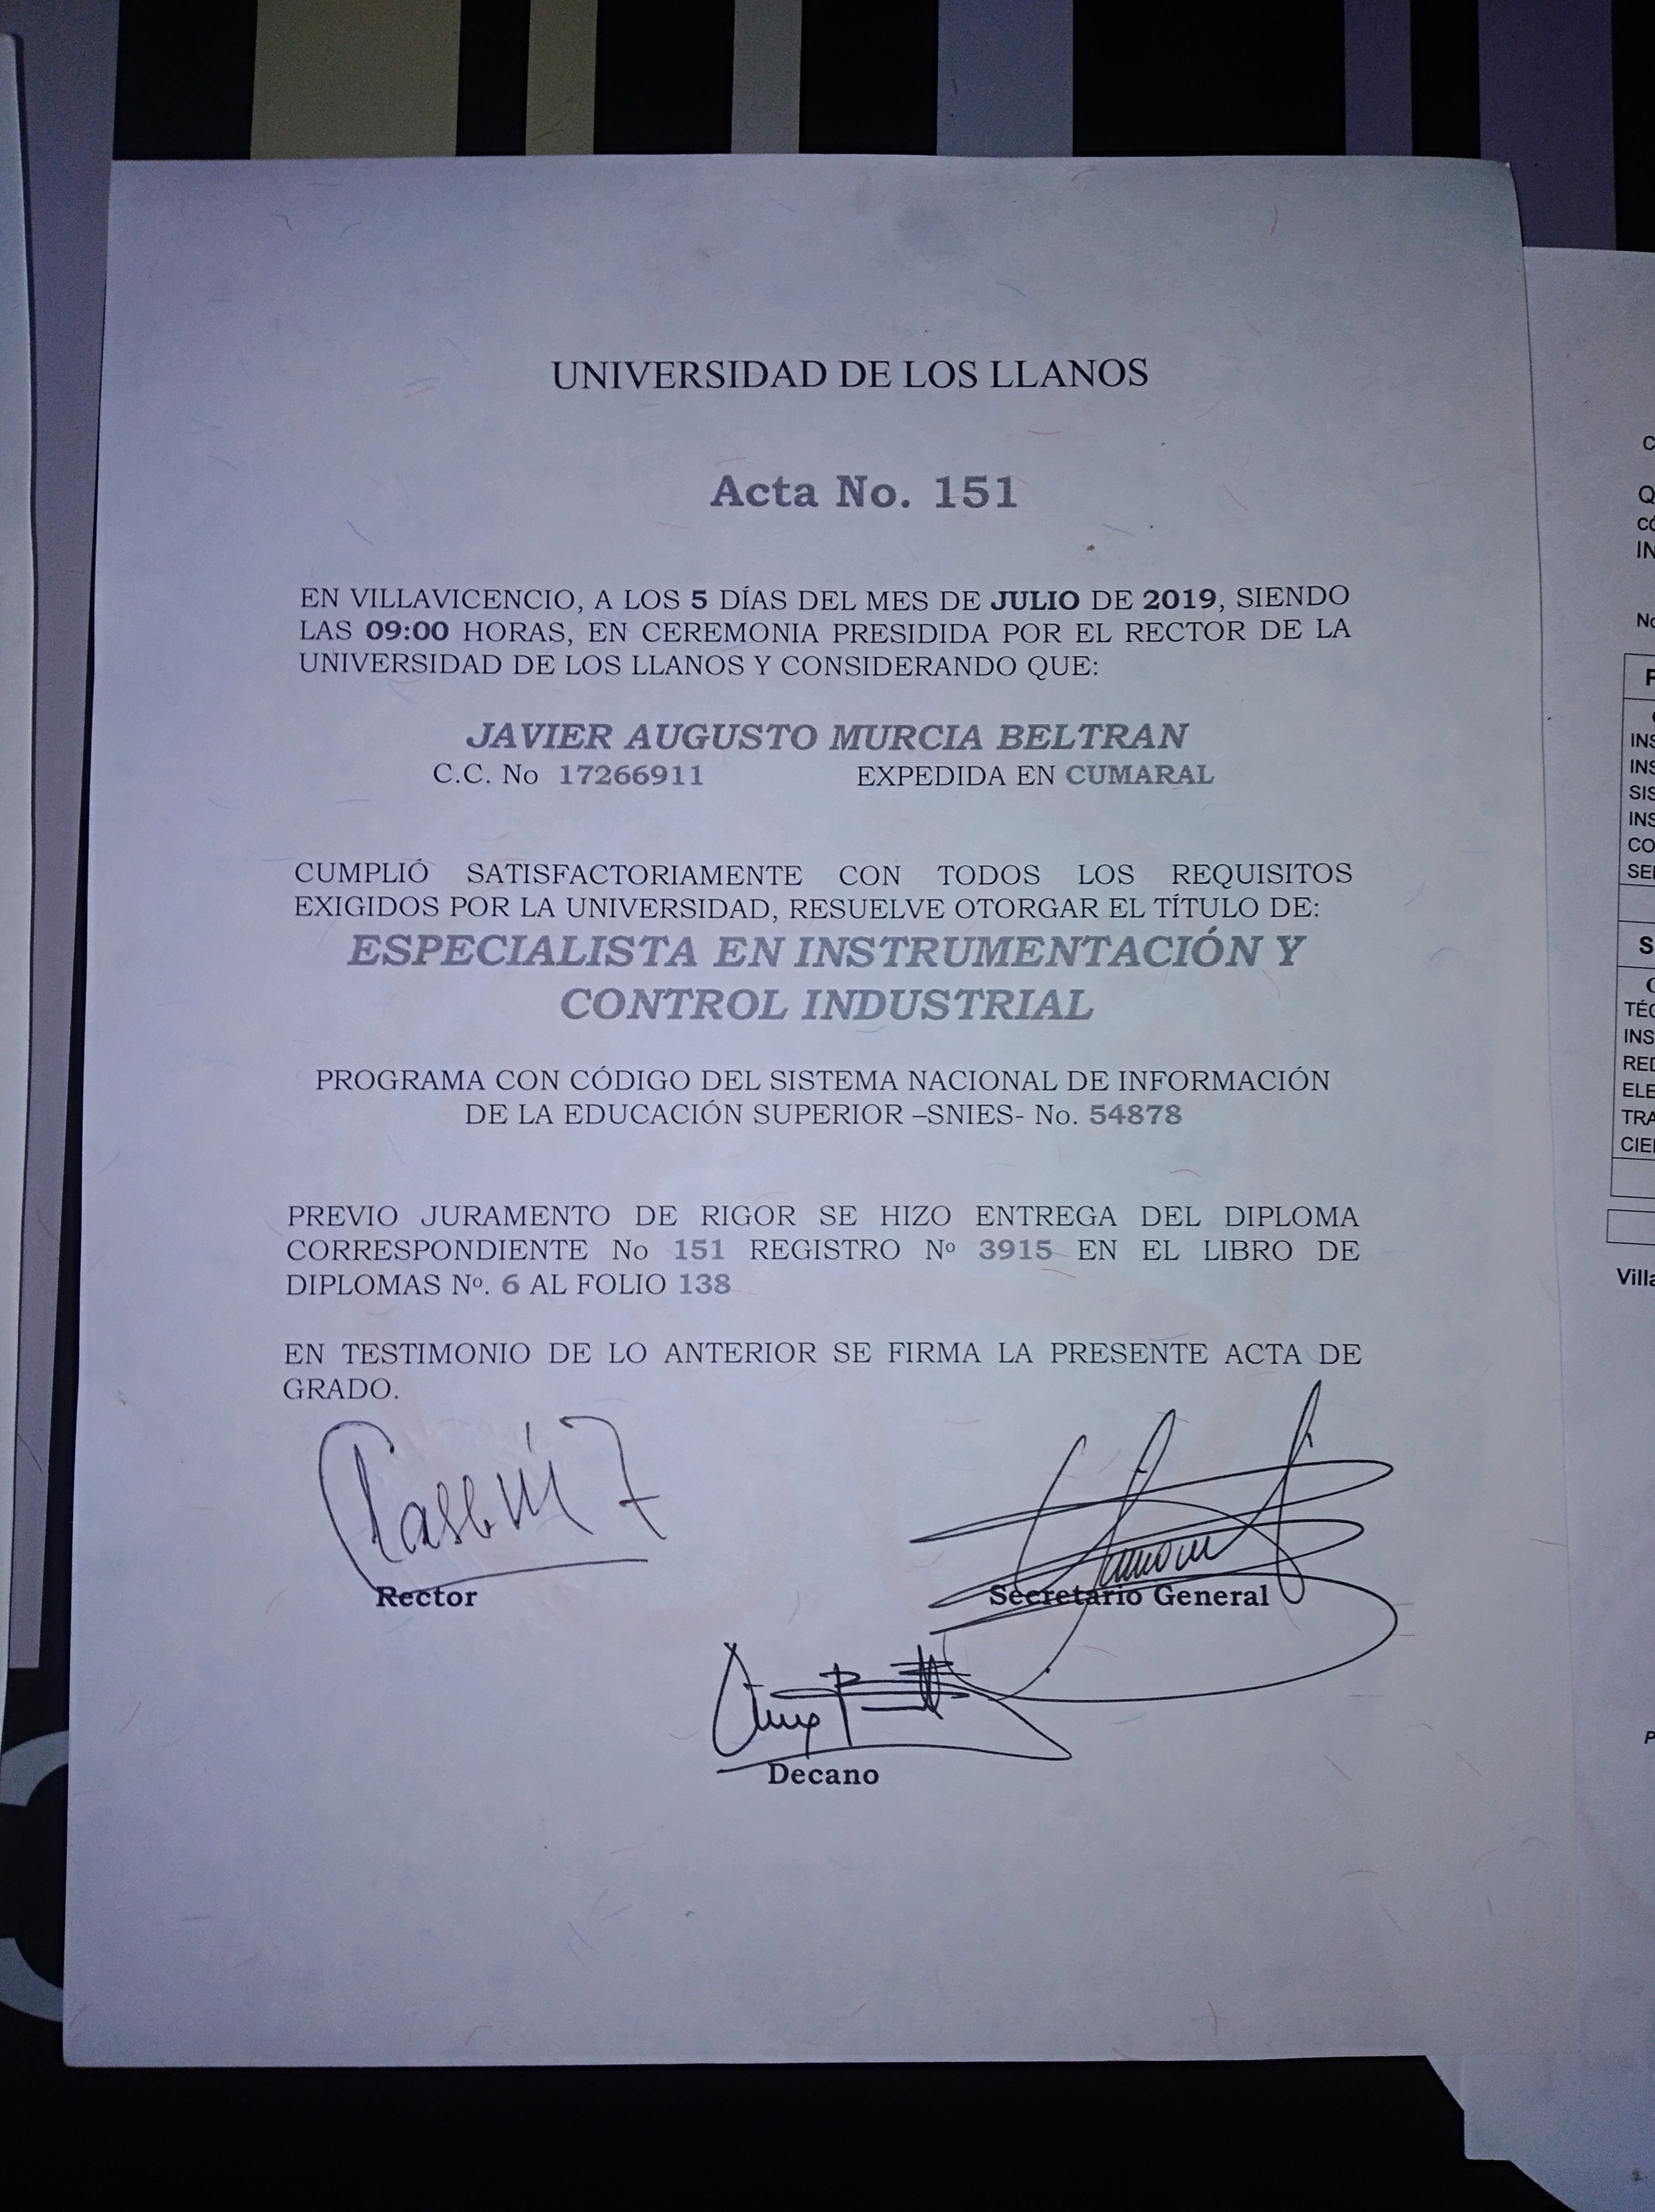 UNIVERSIDAD DE LOS LLANOS
Acta No. 151
EN VILLAVICENCIO, A LOS 5 DÍAS DEL MES DE JULIO DE 2019, SIENDO
LAS 09:00 HORAS, EN CEREMONIA PRESIDIDA POR EL RECTOR DE LA
UNIVERSIDAD DE LOS LLANOS Y CONSIDERANDO QUE:
JAVIER AUGUSTO MURCIA BELTRAN
C.C. No 17266911 EXPEDIDA EN CUMARAL
CUMPLIÓ SATISFACTORIAMENTE CON TODOS LOS REQUISITOS
EXIGIDOS POR LA UNIVERSIDAD, RESUELVE OTORGAR EL TÍTULO DE:
ESPECIALISTA EN INSTRUMENTACIÓN Y
CONTROL INDUSTRIAL
PROGRAMA CON CÓDIGO DEL SISTEMA NACIONAL DE INFORMACIÓN
DE LA EDUCACIÓN SUPERIOR –SNIES- No. 54878
PREVIO JURAMENTO DE RIGOR SE HIZO ENTREGA DEL DIPLOMA
CORRESPONDIENTE No 151 REGISTRO Nº 3915 EN EL LIBRO DE
DIPLOMAS Nº. 6 AL FOLIO 138
EN TESTIMONIO DE LO ANTERIOR SE FIRMA LA PRESENTE ACTA DE
GRADO.
Rector
Secretario General
Decano